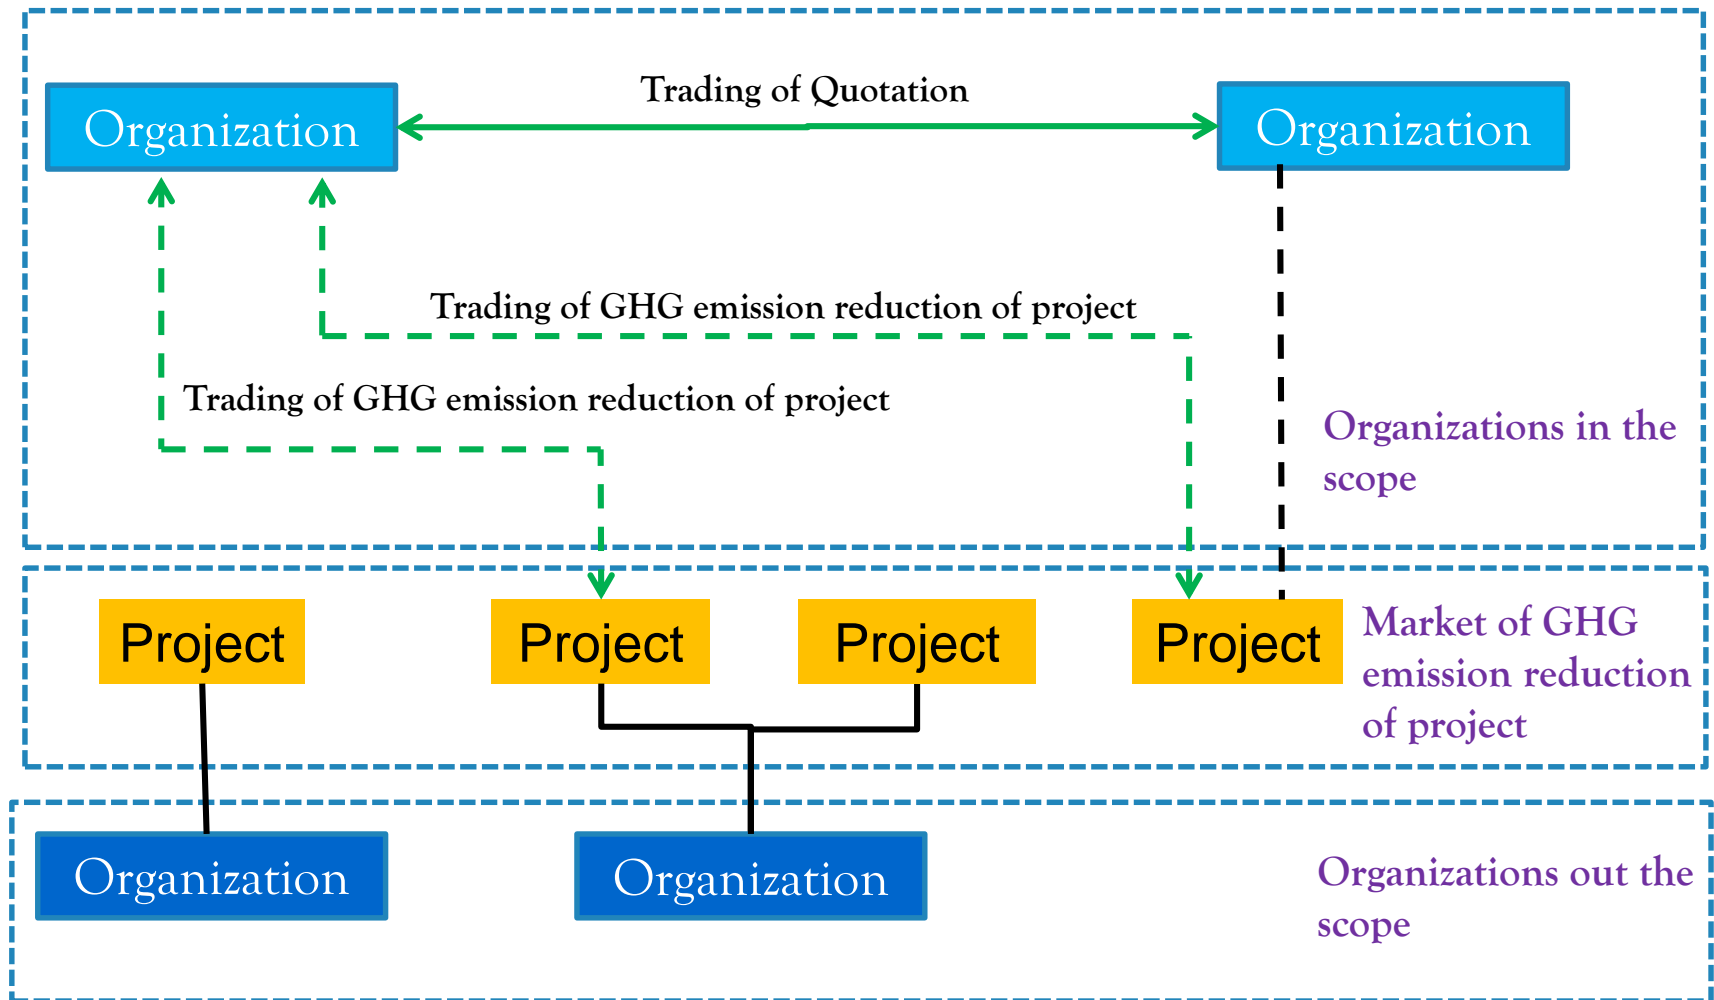 Trading of Quotation
Organization
Organization
Trading of GHG emission reduction of project
Trading of GHG emission reduction of project
Organizations in the
scope
Project
Project
Project
Project
Market of GHG
emission reduction
of project
Organization
Organization
Organizations out the
scope